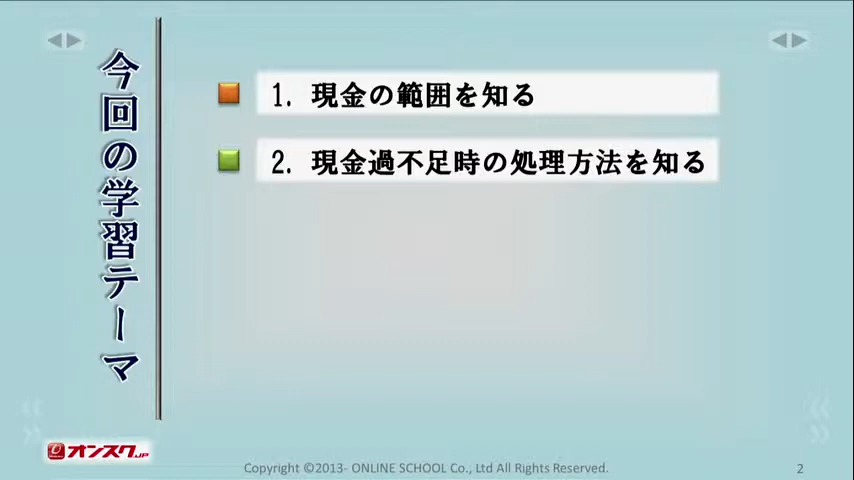 今回の学習テーマ
1. 現金の範囲を知る
2. 現金過不足時の処理方法を知る
オンスク.JP
Copyright ©2013- ONLINE SCHOOL Co., Ltd All Rights Reserved.
2